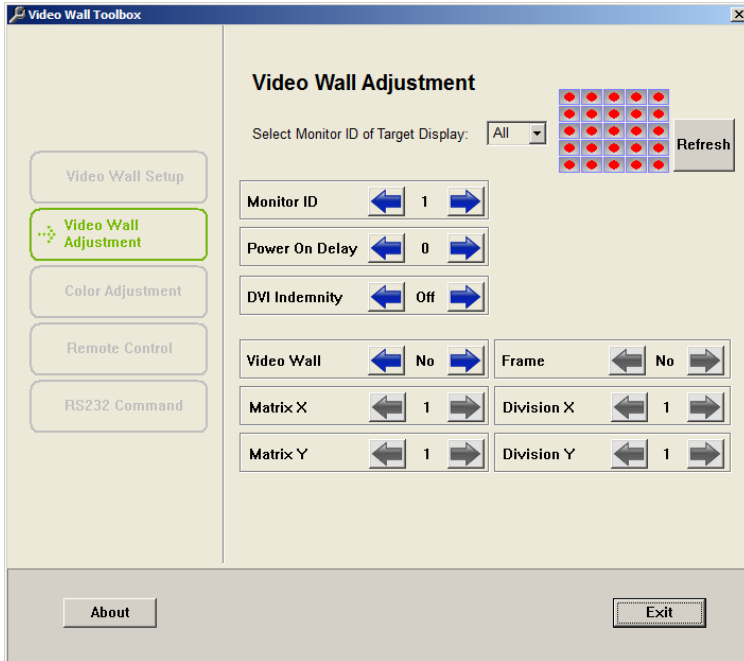 Video Wall Toolbox
Video Wall Adjustment
Select Monitor ID of Target Display: All
Refresh
Video Wall Setup
Video Wall
Adjustment
Color Adjustment
Remote Control
RS232 Command
Monitor ID 1
Power On Delay 0
DVI Indemnity Off
Video Wall No Frame No
Matrix X 1 Division X 1
Matrix Y 1 Division Y 1
About Exit